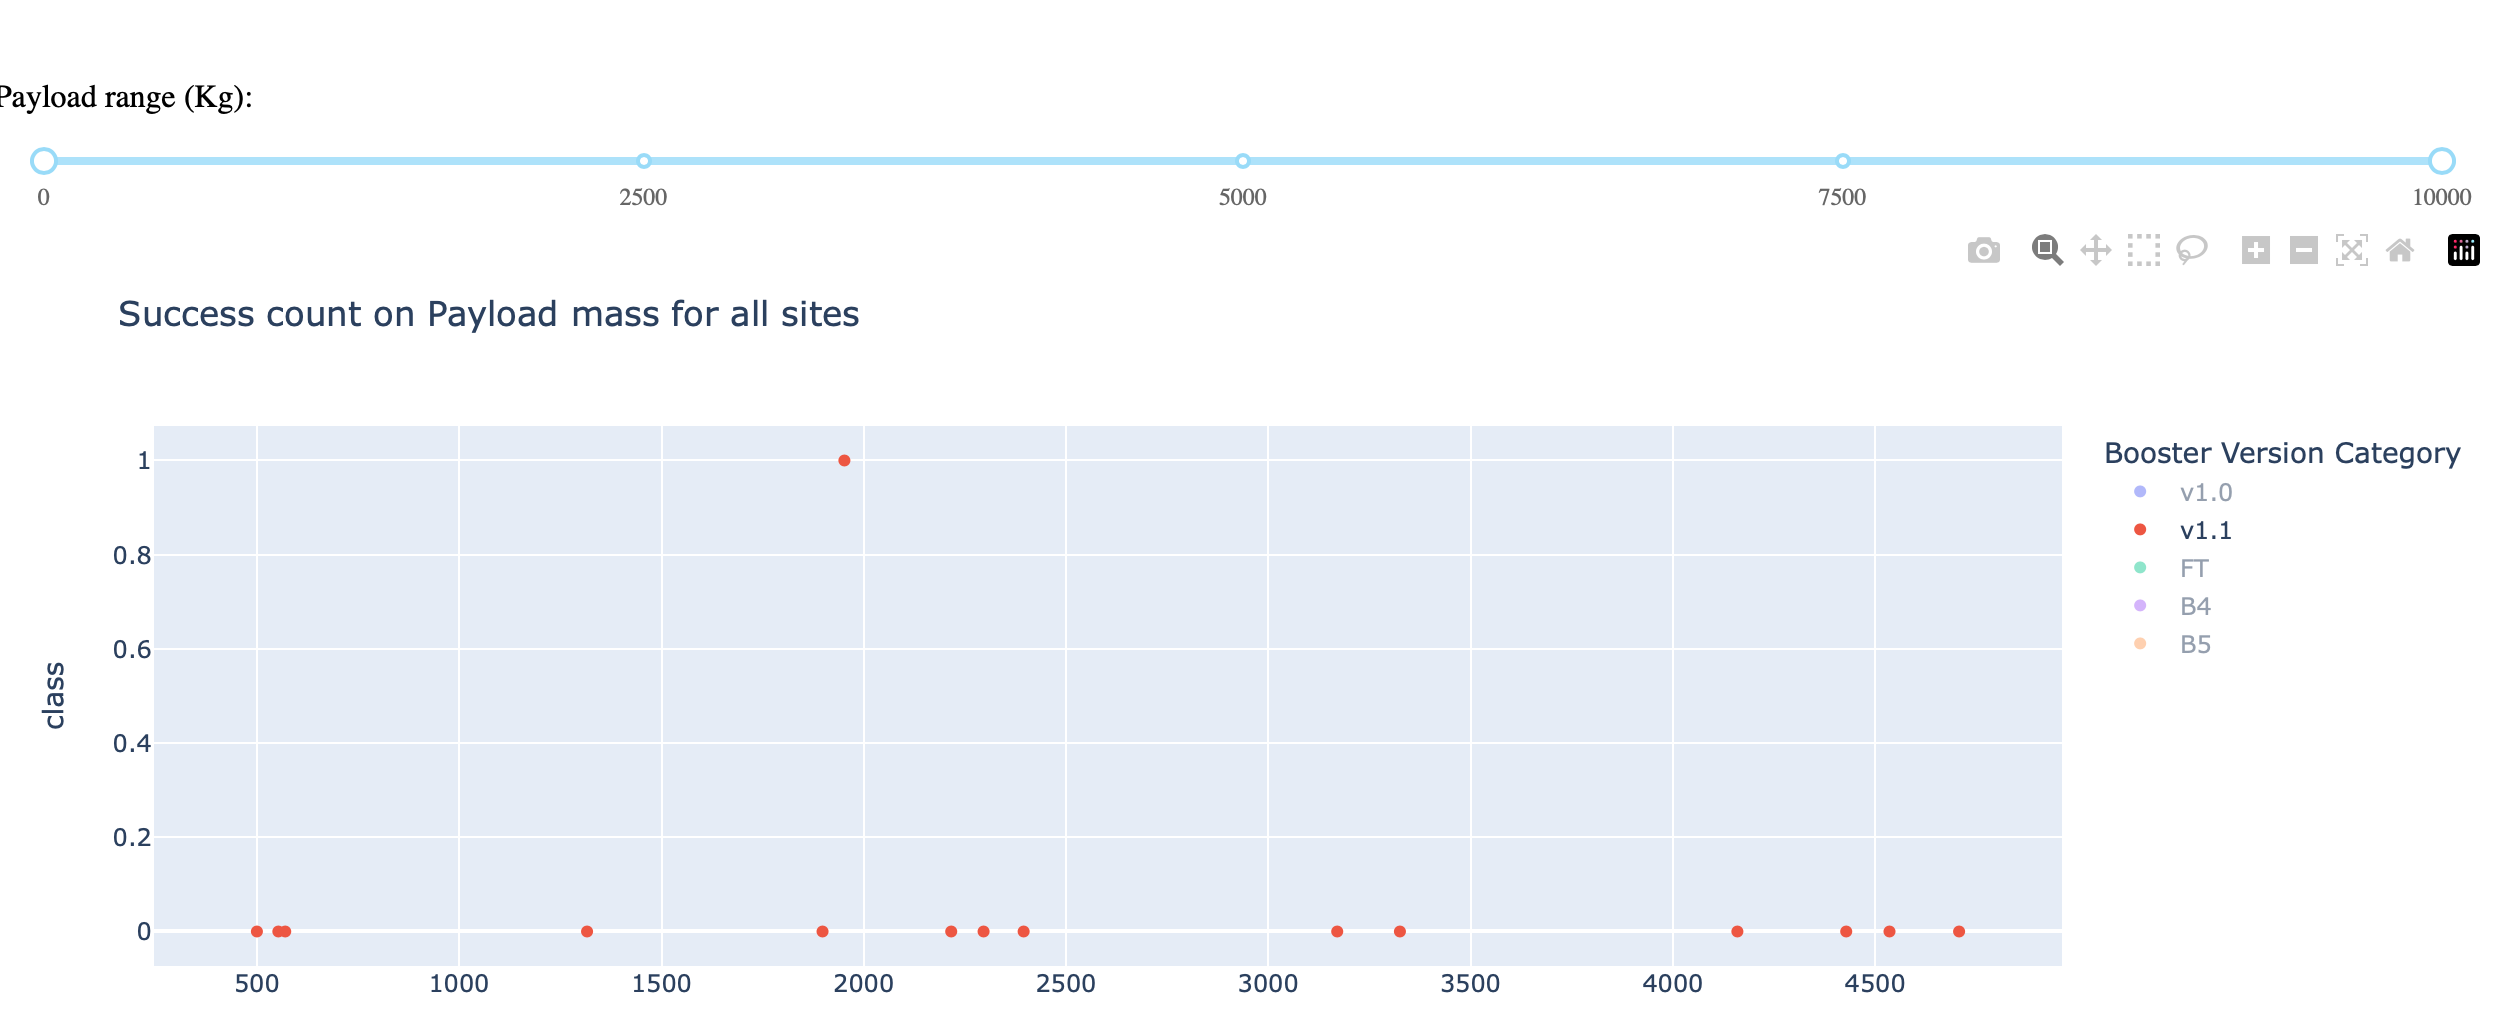 Payload range (Kg):
0 2500 5000 7500 10000
Success count on Payload mass for all sites
Booster Version Category
v1.0
v1.1
FT
B4
B5
class
1
0.8
0.6
0.4
0.2
0
500 1000 1500 2000 2500 3000 3500 4000 4500